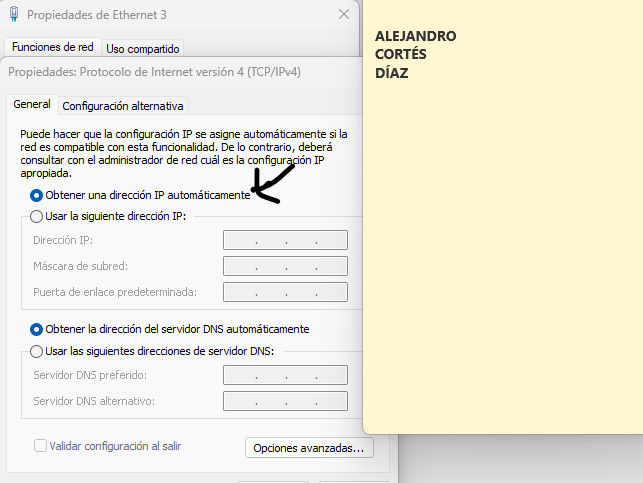 Propiedades de Ethernet 3
Funciones de red Uso compartido
Propiedades: Protocolo de Internet versión 4 (TCP/IPv4)
General Configuración alternativa
Puede hacer que la configuración IP se asigne automáticamente si la
red es compatible con esta funcionalidad. De lo contrario, deberá
consultar con el administrador de red cuál es la configuración IP
apropiada.
Obtener una dirección IP automáticamente
Usar la siguiente dirección IP:
Dirección IP:
Máscara de subred:
Puerta de enlace predeterminada:
Obtener la dirección del servidor DNS automáticamente
Usar las siguientes direcciones de servidor DNS:
Servidor DNS preferido:
Servidor DNS alternativo:
Validar configuración al salir
Opciones avanzadas...
ALEJANDRO
CORTÉS
DÍAZ